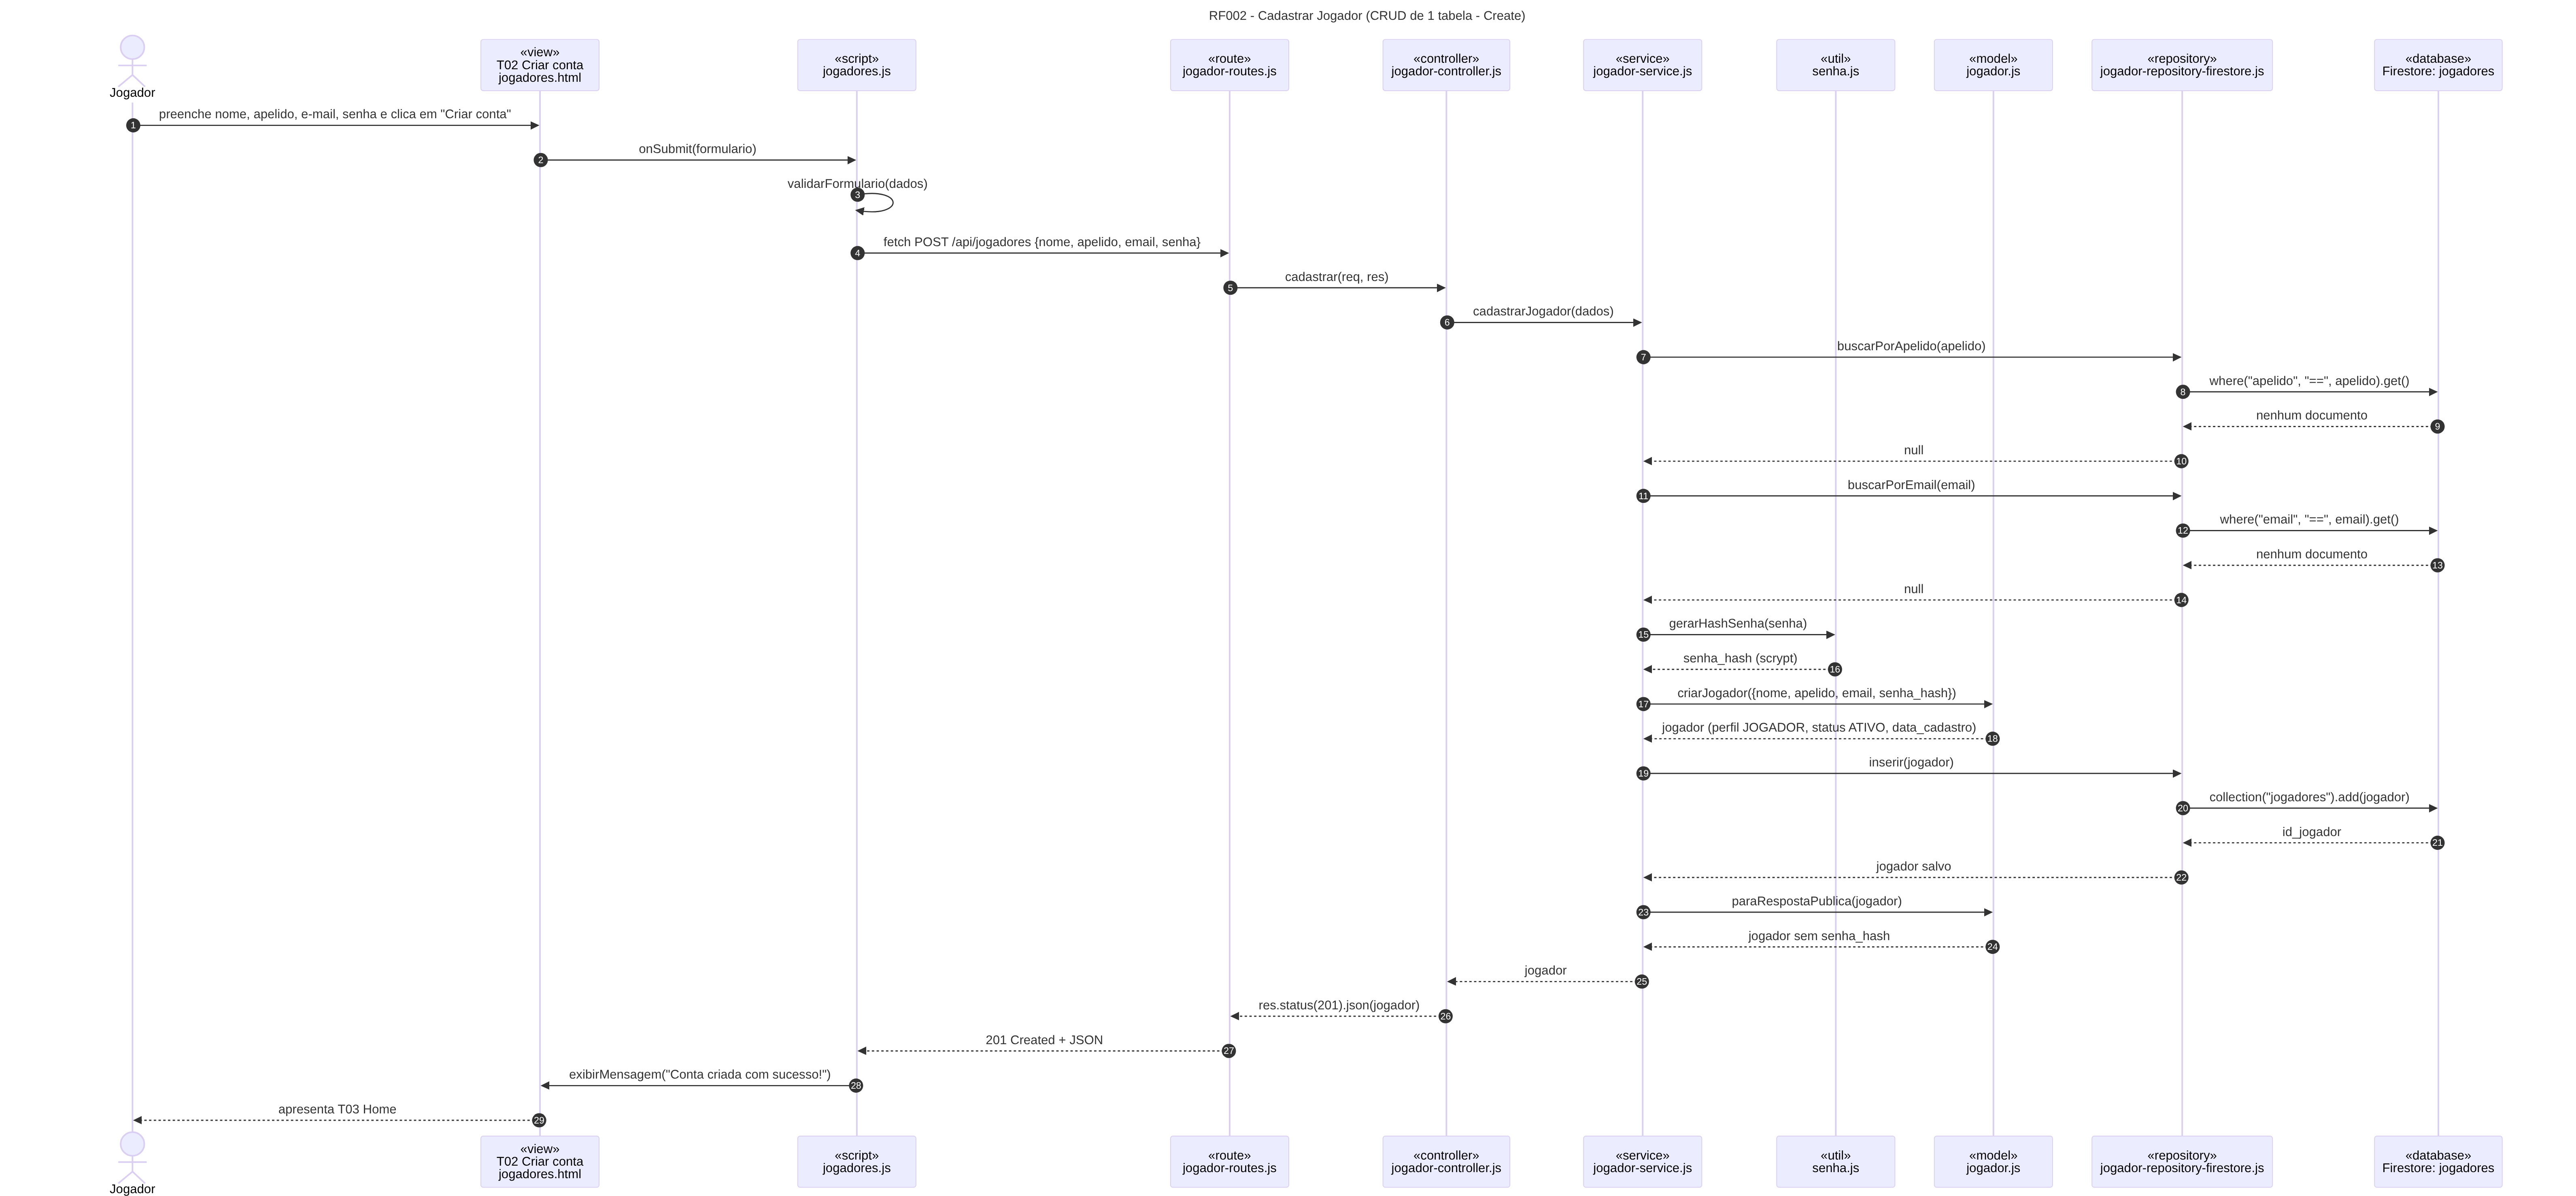 RF002 - Cadastrar Jogador (CRUD de 1 tabela - Create)
Jogador
«view»
T02 Criar conta
jogadores.html
«script»
jogadores.js
«route»
jogador-routes.js
«controller»
jogador-controller.js
«service»
jogador-service.js
«util»
senha.js
«model»
jogador.js
«repository»
jogador-repository-firestore.js
«database»
Firestore: jogadores
1 preenche nome, apelido, e-mail, senha e clica em "Criar conta"
2 onSubmit(formulario)
3 validarFormulario(dados)
4 fetch POST /api/jogadores {nome, apelido, email, senha}
5 cadastrar(req, res)
6 cadastrarJogador(dados)
7 buscarPorApelido(apelido)
8 where("apelido", "==", apelido).get()
nenhum documento 9
null 10
11 buscarPorEmail(email)
12 where("email", "==", email).get()
nenhum documento 13
null 14
15 gerarHashSenha(senha)
senha_hash (scrypt) 16
17 criarJogador({nome, apelido, email, senha_hash})
jogador (perfil JOGADOR, status ATIVO, data_cadastro) 18
19 inserir(jogador)
20 collection("jogadores").add(jogador)
id_jogador 21
jogador salvo 22
23 paraRespostaPublica(jogador)
jogador sem senha_hash 24
jogador 25
res.status(201).json(jogador) 26
201 Created + JSON 27
exibirMensagem("Conta criada com sucesso!") 28
apresenta T03 Home 29
Jogador
«view»
T02 Criar conta
jogadores.html
«script»
jogadores.js
«route»
jogador-routes.js
«controller»
jogador-controller.js
«service»
jogador-service.js
«util»
senha.js
«model»
jogador.js
«repository»
jogador-repository-firestore.js
«database»
Firestore: jogadores